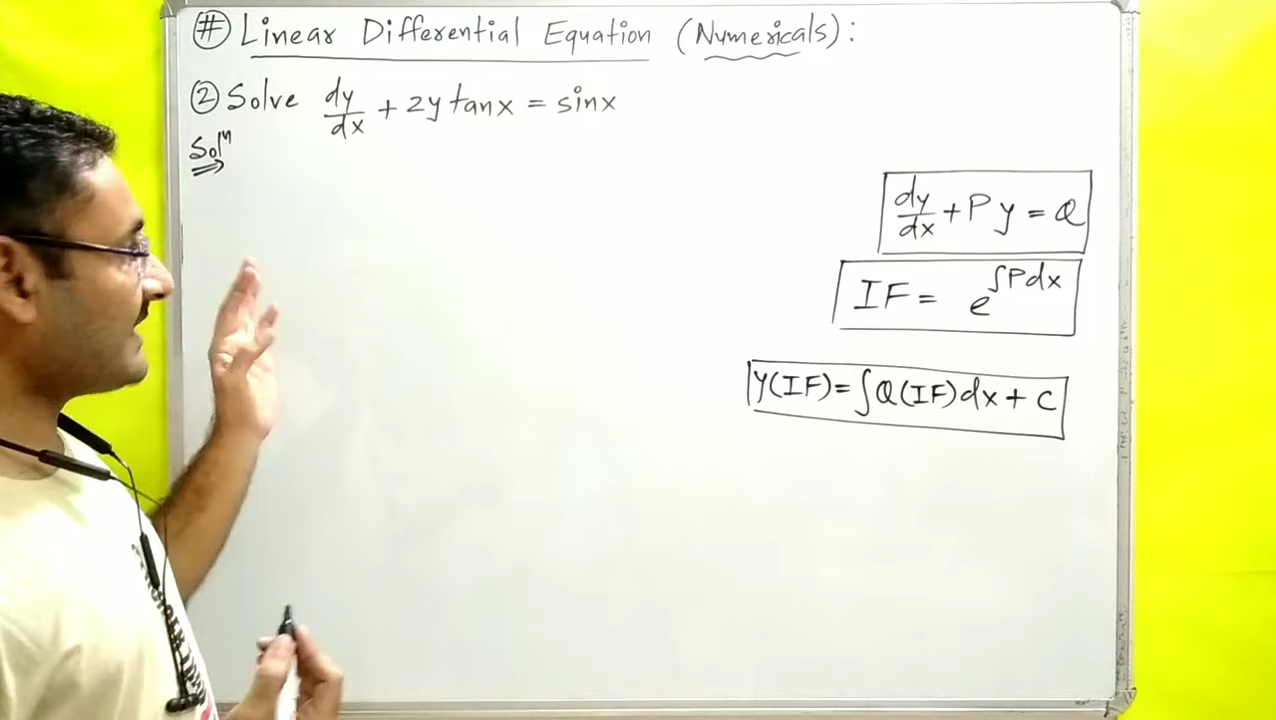 # Linear Differential Equation (Numericals):
② Solve dy/dx + 2y tanx = sinx
Solⁿ
dy/dx + Py = Q
IF = e^∫Pdx
Y(IF)=∫Q(IF)dx + C